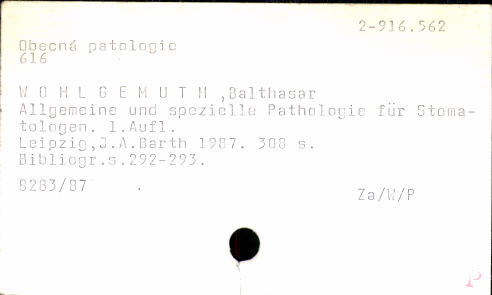 2-916.562
Obecná patologie
616
W O H L G E M U T H ,Balthasar
Allgemeine und spezielle Pathologie für Stoma-
tologen. 1.Aufl.
Leipzig,J.A.Barth 1987. 308 s.
Bibliogr.s.292-293.
8283/87
Za/W/P
P